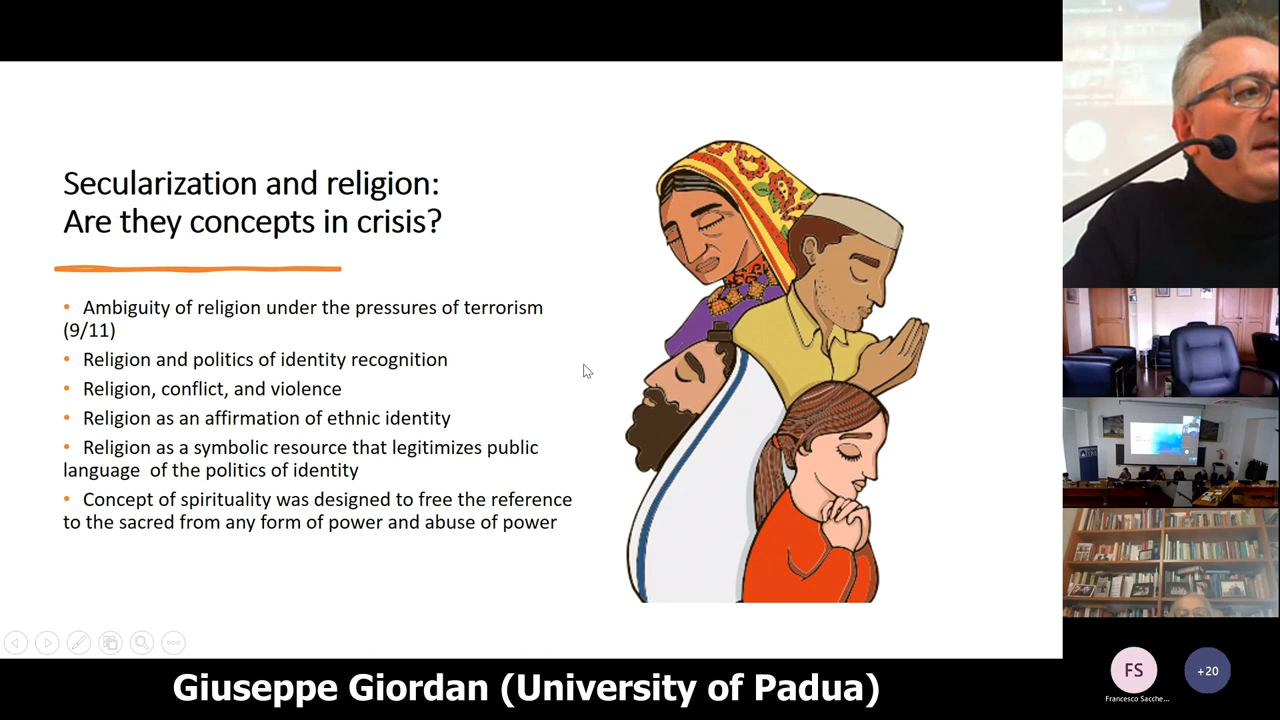 Secularization and religion:
Are they concepts in crisis?
• Ambiguity of religion under the pressures of terrorism
(9/11)
• Religion and politics of identity recognition
• Religion, conflict, and violence
• Religion as an affirmation of ethnic identity
• Religion as a symbolic resource that legitimizes public
language of the politics of identity
• Concept of spirituality was designed to free the reference
to the sacred from any form of power and abuse of power
Giuseppe Giordan (University of Padua)
FS
+20
Francesco Sacche...